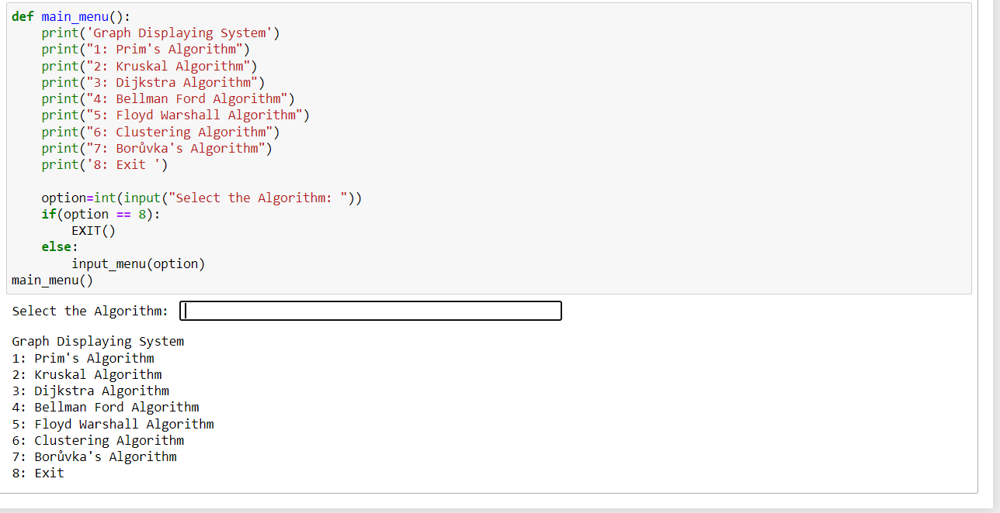 def main_menu():
    print('Graph Displaying System')
    print("1: Prim's Algorithm")
    print("2: Kruskal Algorithm")
    print("3: Dijkstra Algorithm")
    print("4: Bellman Ford Algorithm")
    print("5: Floyd Warshall Algorithm")
    print("6: Clustering Algorithm")
    print("7: Borůvka's Algorithm")
    print('8: Exit ')

    option=int(input("Select the Algorithm: "))
    if(option == 8):
        EXIT()
    else:
        input_menu(option)
main_menu()
Select the Algorithm:
Graph Displaying System
1: Prim's Algorithm
2: Kruskal Algorithm
3: Dijkstra Algorithm
4: Bellman Ford Algorithm
5: Floyd Warshall Algorithm
6: Clustering Algorithm
7: Borůvka's Algorithm
8: Exit